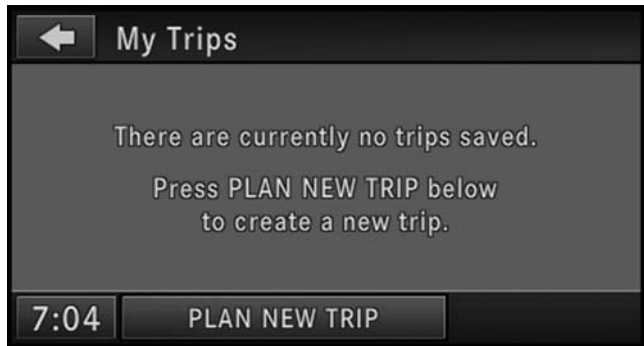 My Trips
There are currently no trips saved.
Press PLAN NEW TRIP below
to create a new trip.
7:04
PLAN NEW TRIP